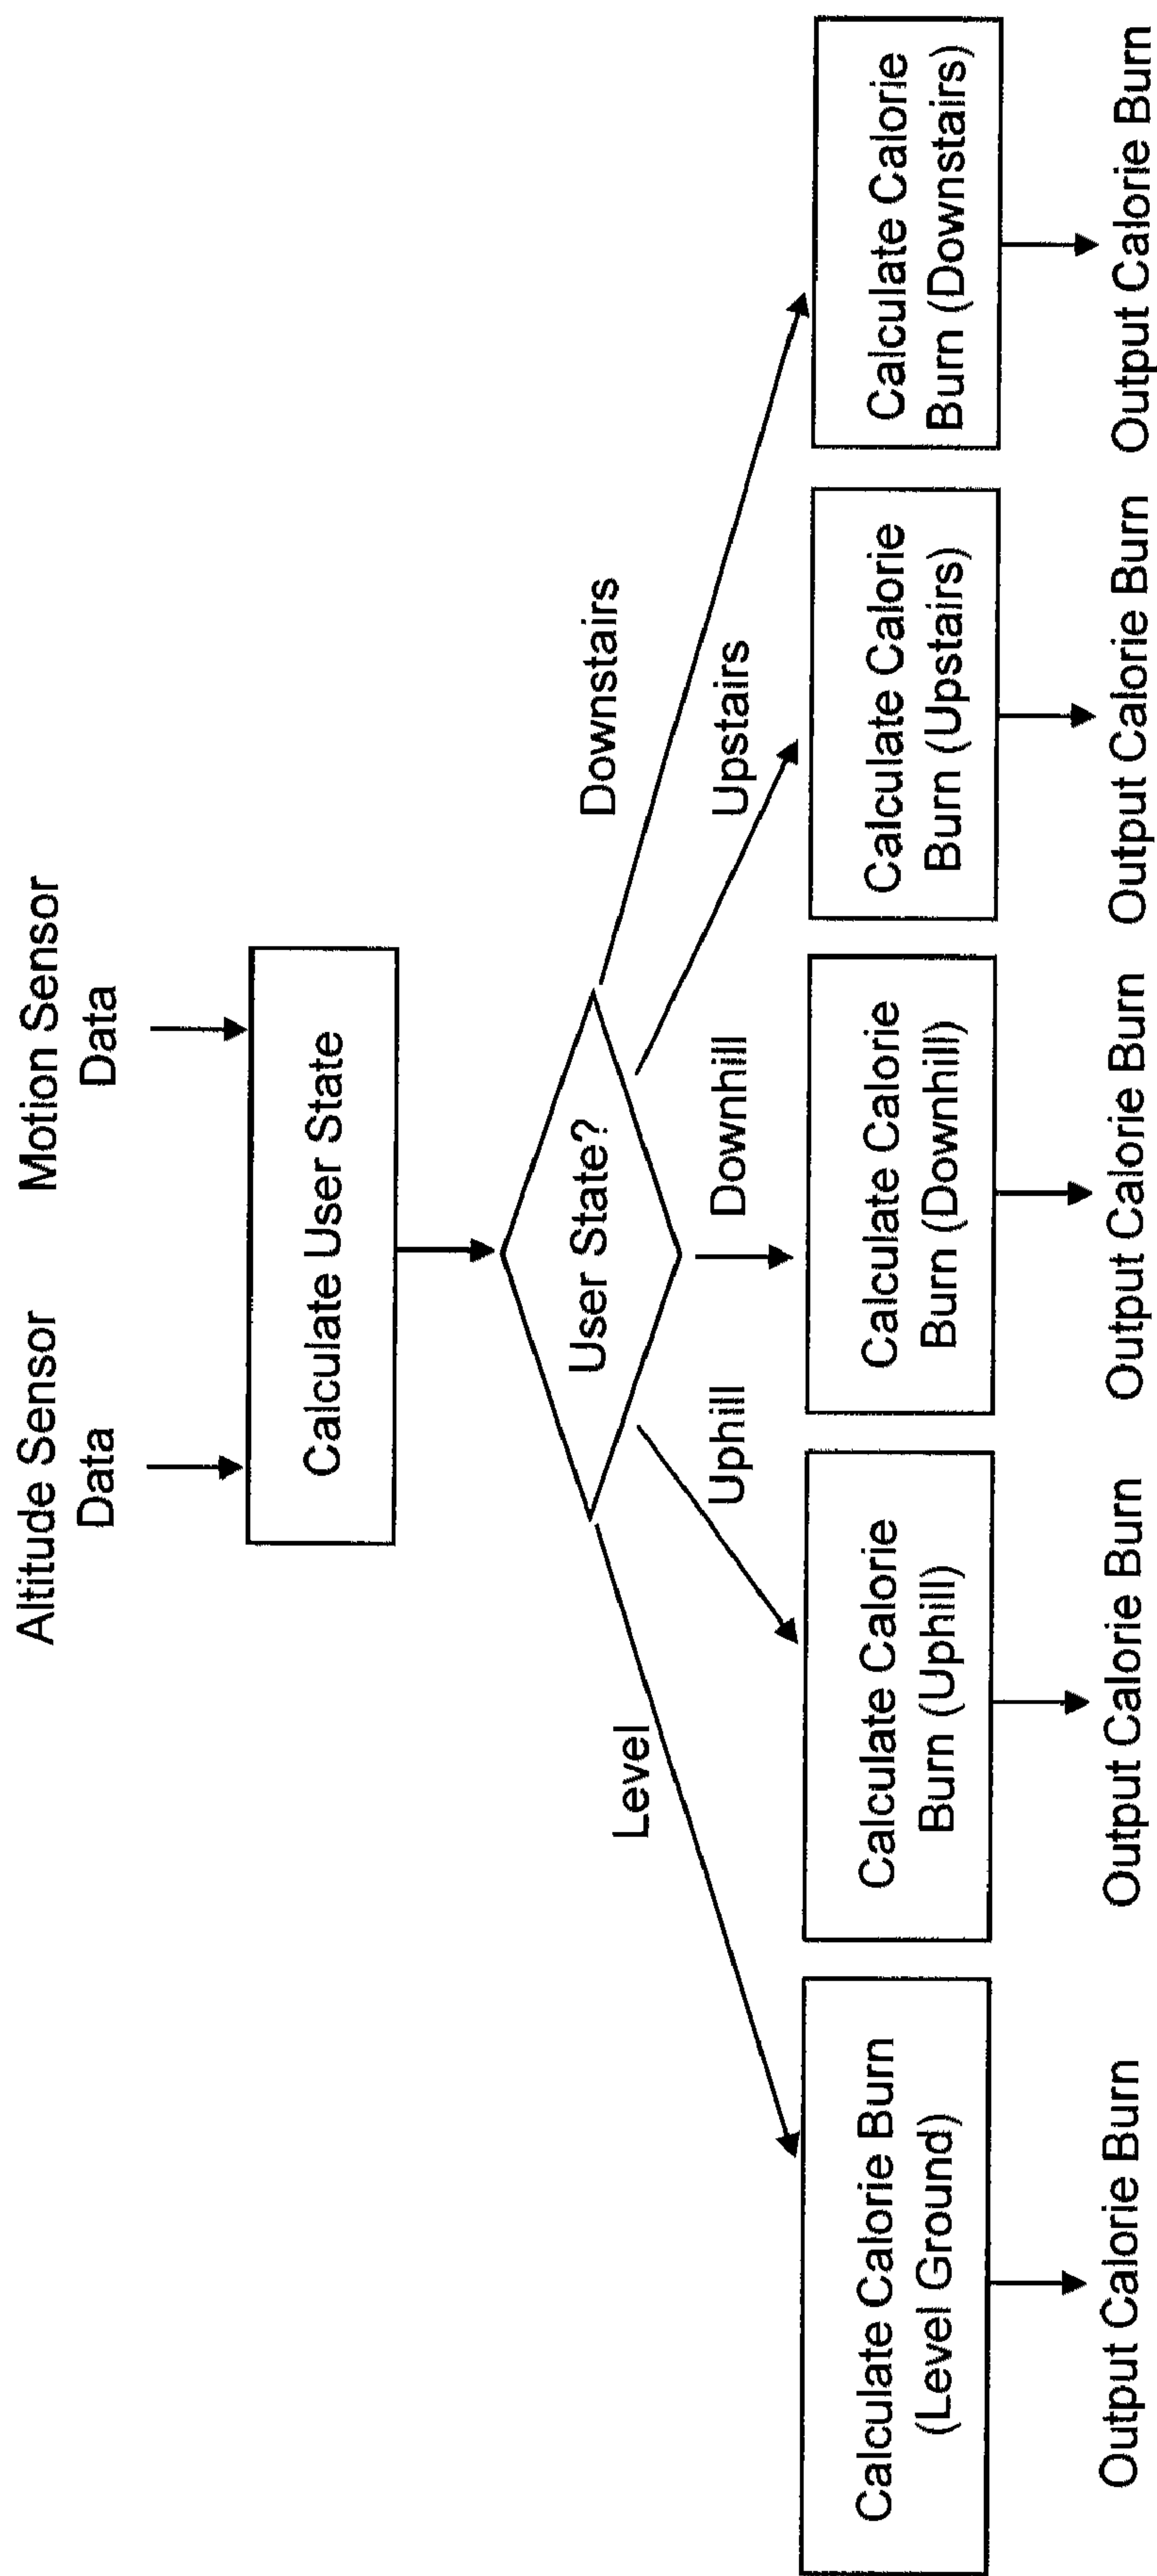 Altitude Sensor
Data
Motion Sensor
Data
Calculate User State
User State?
Level
Uphill
Downhill
Upstairs
Downstairs
Calculate Calorie Burn
(Level Ground)
Calculate Calorie
Burn (Uphill)
Calculate Calorie
Burn (Downhill)
Calculate Calorie
Burn (Upstairs)
Calculate Calorie
Burn (Downstairs)
Output Calorie Burn
Output Calorie Burn
Output Calorie Burn
Output Calorie Burn
Output Calorie Burn